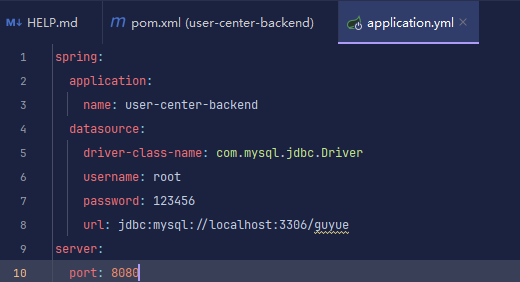 HELP.md pom.xml (user-center-backend) application.yml
1 spring:
2 application:
3 name: user-center-backend
4 datasource:
5 driver-class-name: com.mysql.jdbc.Driver
6 username: root
7 password: 123456
8 url: jdbc:mysql://localhost:3306/guyue
9 server:
10 port: 8080